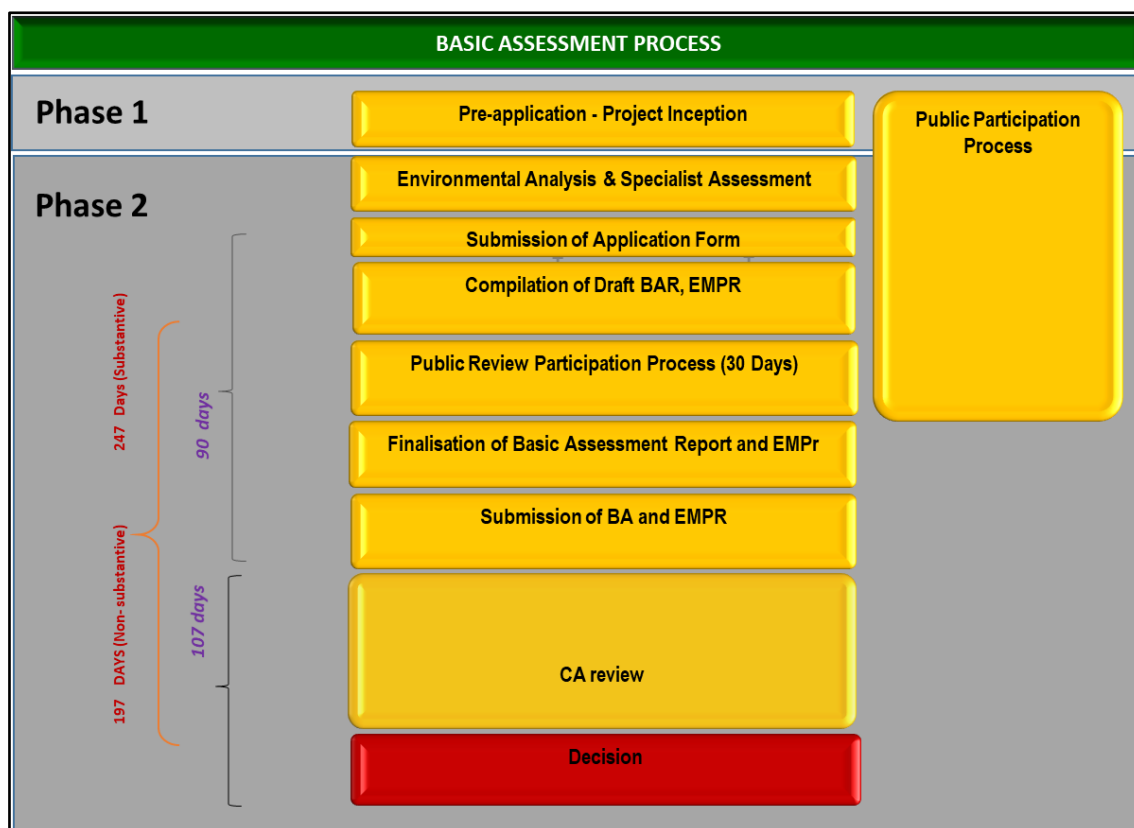 BASIC ASSESSMENT PROCESS
Phase 1
Pre-application - Project Inception
Public Participation
Process
Phase 2
Environmental Analysis & Specialist Assessment
Submission of Application Form
Compilation of Draft BAR, EMPR
Public Review Participation Process (30 Days)
Finalisation of Basic Assessment Report and EMPr
Submission of BA and EMPR
CA review
Decision
247 Days (Substantive)
197 DAYS (Non- substantive)
90 days
107 days